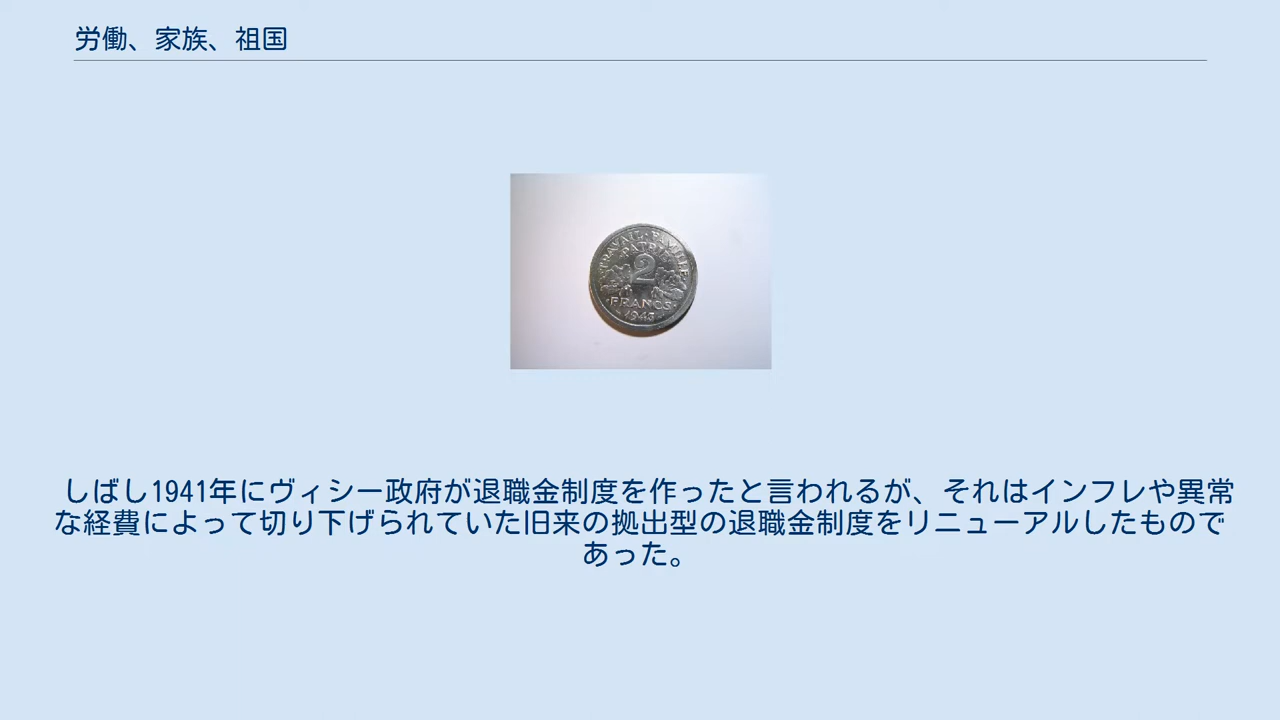 労働、家族、祖国
TRAVAIL FAMILLE
PATRIE
2
FRANCS
1943
しばし1941年にヴィシー政府が退職金制度を作ったと言われるが、それはインフレや異常
な経費によって切り下げられていた旧来の拠出型の退職金制度をリニューアルしたもので
あった。